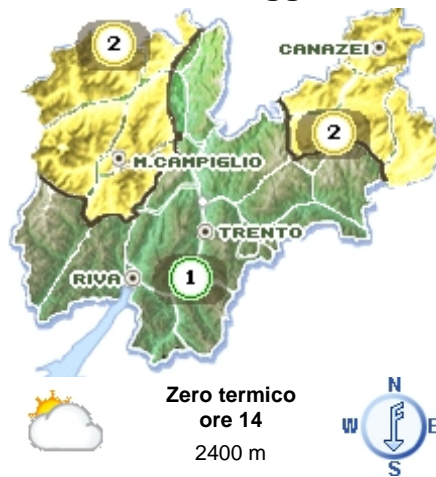 2
CANAZEI
2
M.CAMPIGLIO
TRENTO
RIVA
1
Zero termico
ore 14
2400 m
N
W E
S